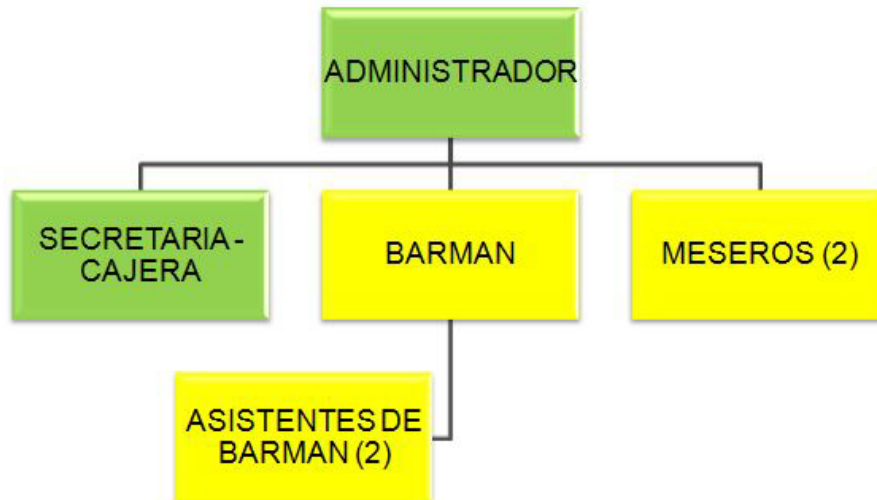 ADMINISTRADOR
SECRETARIA -
CAJERA
BARMAN
MESEROS (2)
ASISTENTES DE
BARMAN (2)